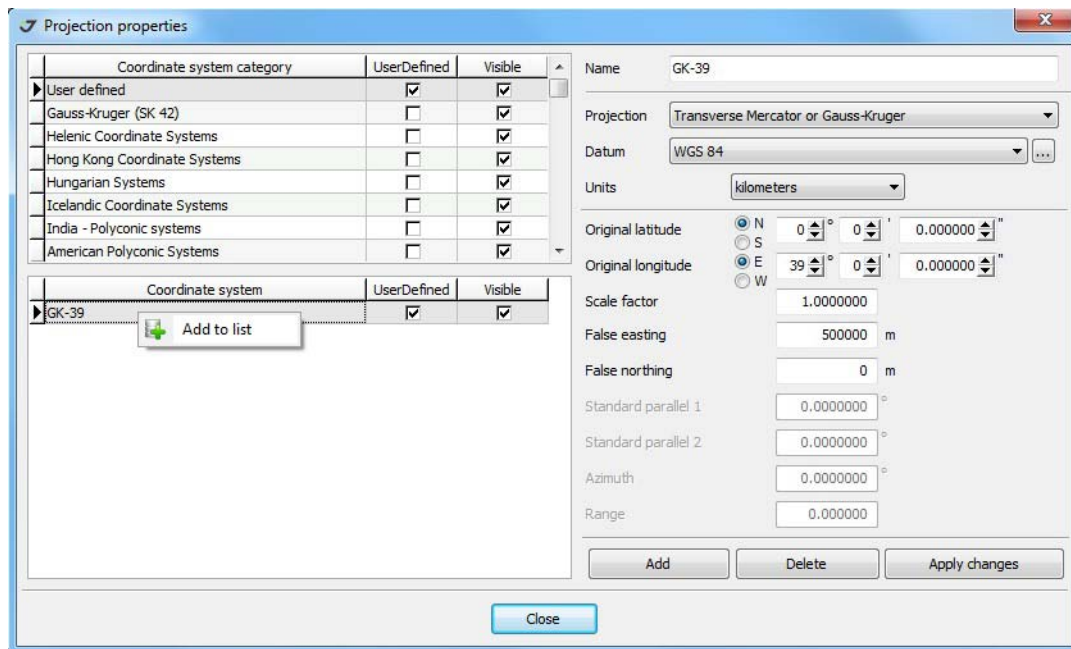 Projection properties
Coordinate system category UserDefined Visible
User defined
Gauss-Kruger (SK 42)
Helenic Coordinate Systems
Hong Kong Coordinate Systems
Hungarian Systems
Icelandic Coordinate Systems
India - Polyconic systems
American Polyconic Systems
Coordinate system UserDefined Visible
GK-39
Add to list
Name GK-39
Projection Transverse Mercator or Gauss-Kruger
Datum WGS 84 ...
Units kilometers
Original latitude N S 0 ° 0 ' 0.000000 "
Original longitude E W 39 ° 0 ' 0.000000 "
Scale factor 1.0000000
False easting 500000 m
False northing 0 m
Standard parallel 1 0.0000000 °
Standard parallel 2 0.0000000 °
Azimuth 0.0000000 °
Range 0.000000
Add Delete Apply changes
Close